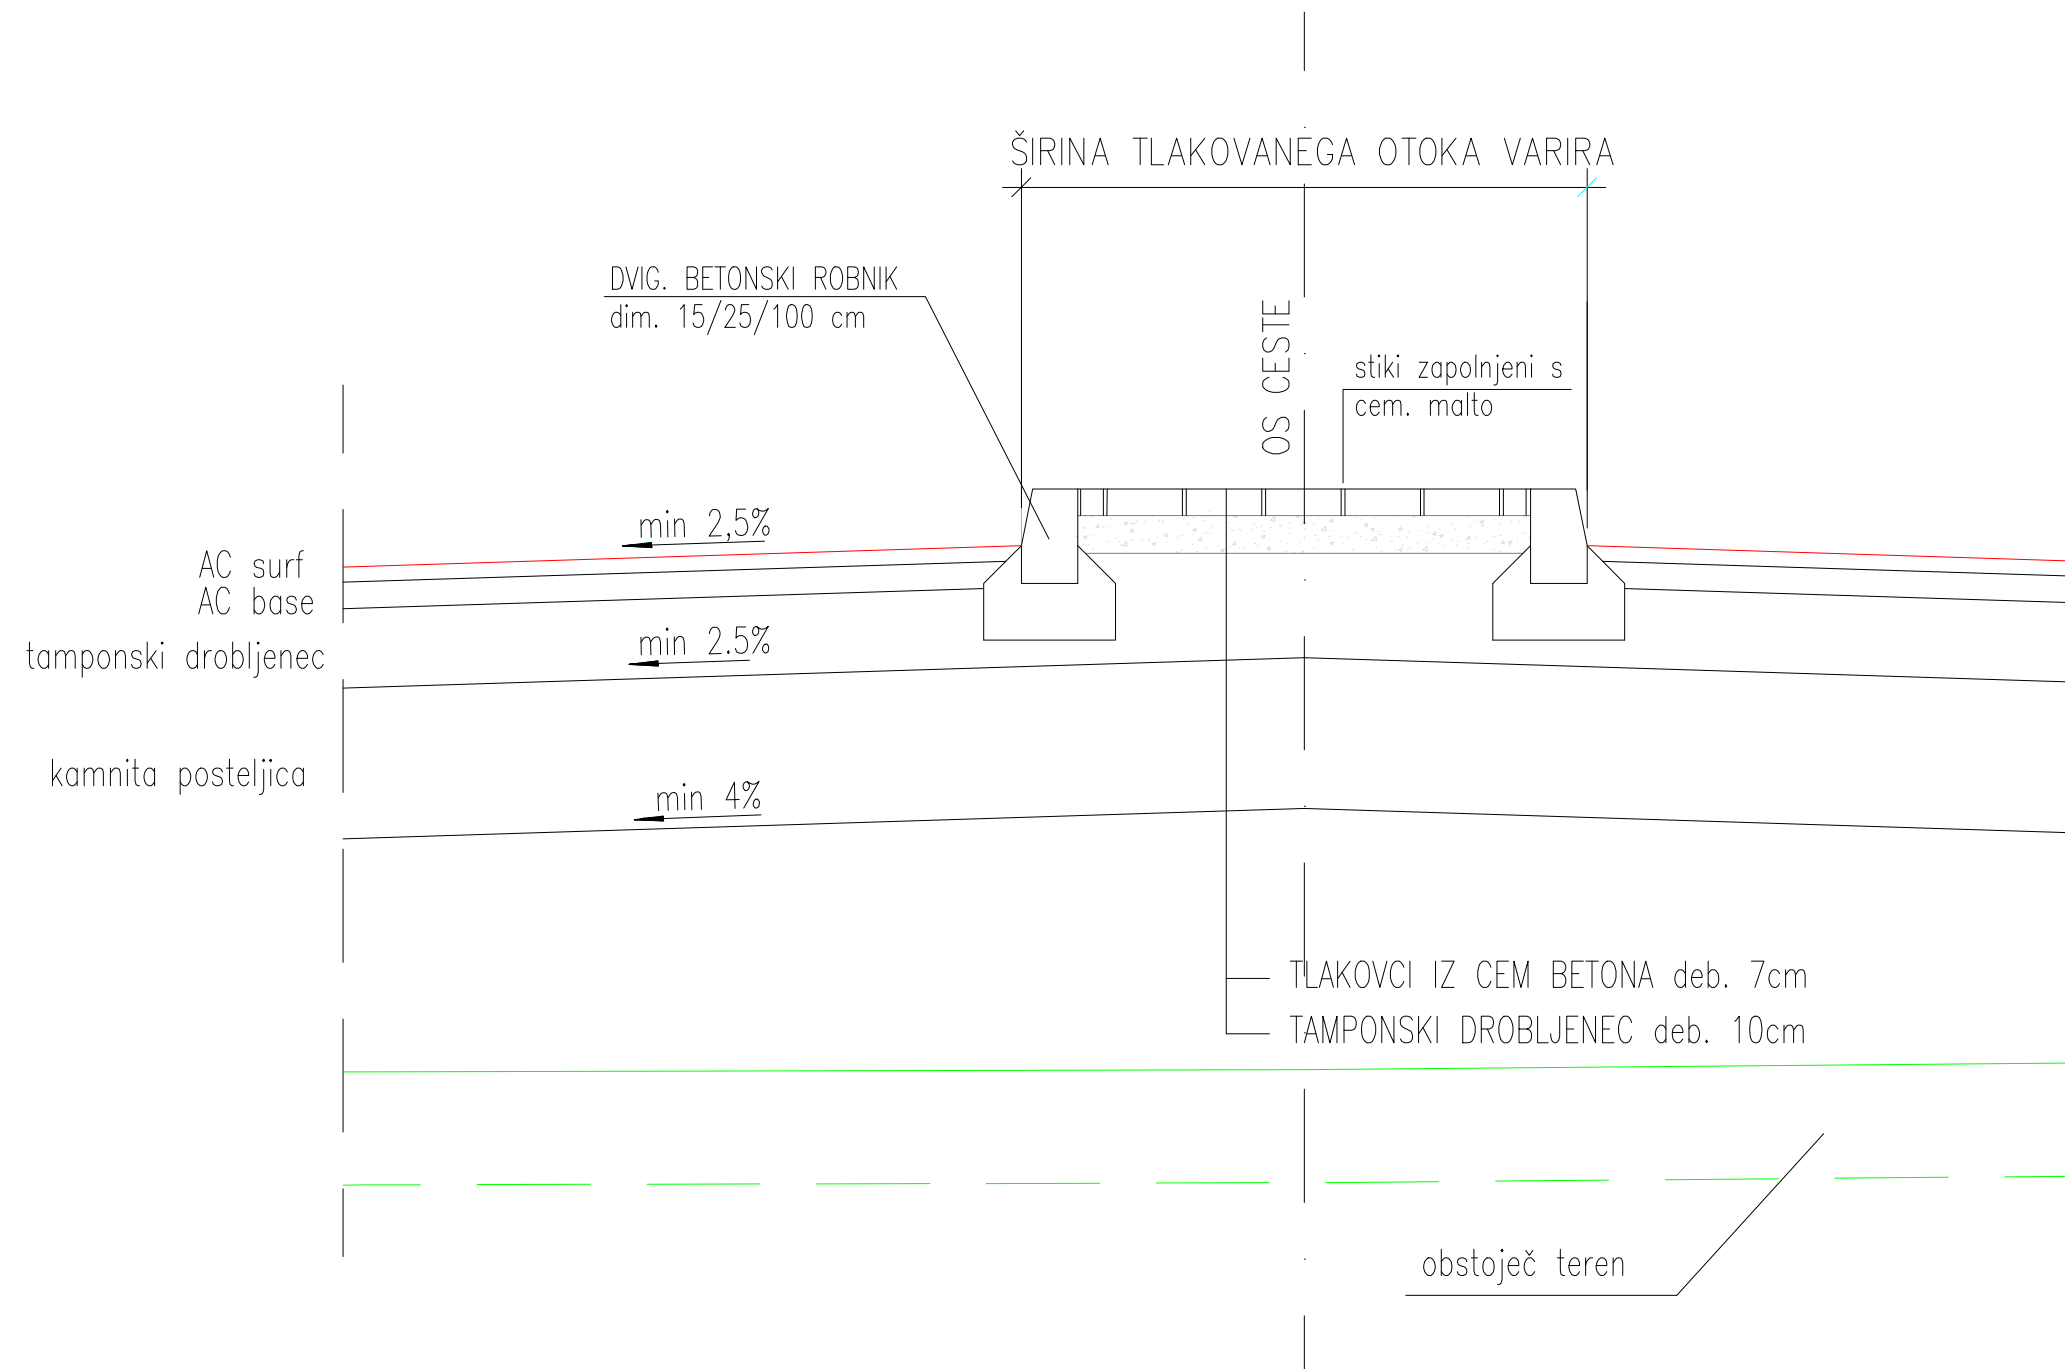 ŠIRINA TLAKOVANEGA OTOKA VARIRA
DVIG. BETONSKI ROBNIK
dim. 15/25/100 cm
OS CESTE
stiki zapolnjeni s
cem. malto
min 2,5%
AC surf
AC base
min 2.5%
tamponski drobljenec
kamnita posteljica
min 4%
TLAKOVCI IZ CEM BETONA deb. 7cm
TAMPONSKI DROBLJENEC deb. 10cm
obstoječ teren